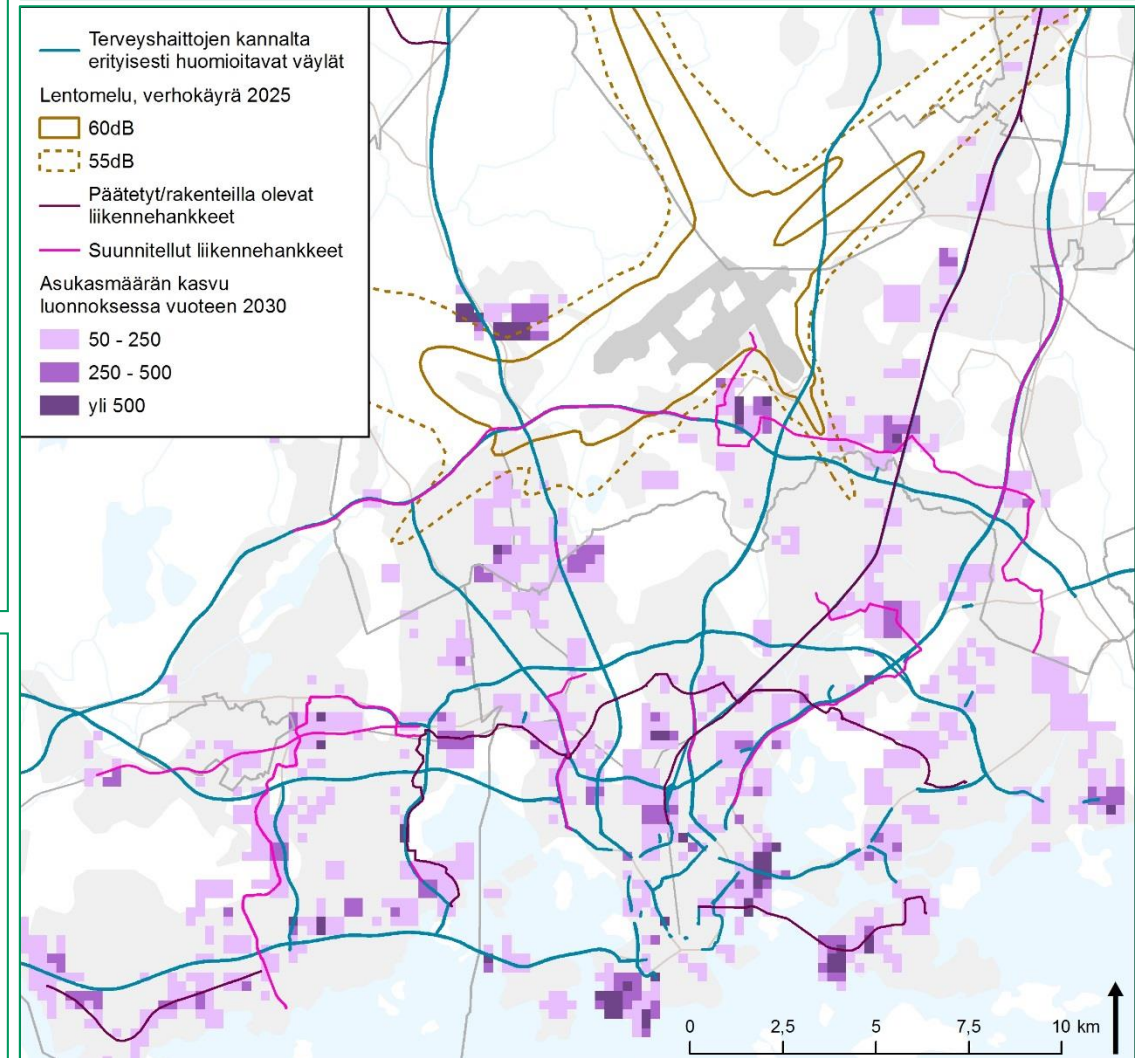 Terveyshaittojen kannalta
erityisesti huomioitavat väylät
Lentomelu, verhokäyrä 2025
60dB
55dB
Päätetyt/rakenteilla olevat
liikennehankkeet
Suunnitellut liikennehankkeet
Asukasmäärän kasvu
luonnoksessa vuoteen 2030
50 - 250
250 - 500
yli 500
0 2,5 5 7,5 10 km